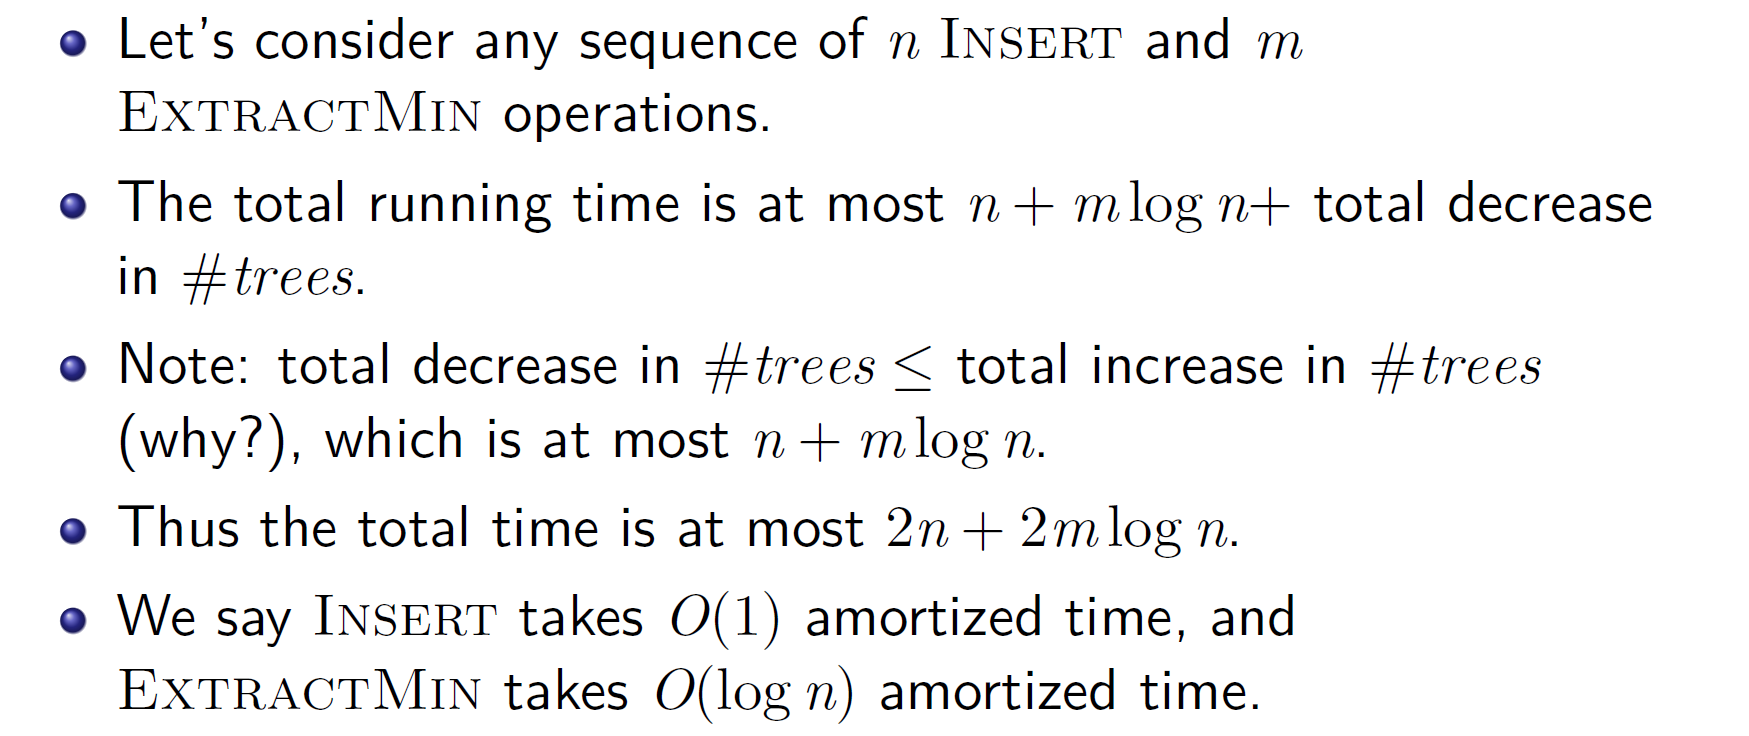 Let's consider any sequence of n INSERT and m
EXTRACTMIN operations.
The total running time is at most n + m log n+ total decrease
in #trees.
Note: total decrease in #trees ≤ total increase in #trees
(why?), which is at most n + m log n.
Thus the total time is at most 2n + 2m log n.
We say INSERT takes O(1) amortized time, and
EXTRACTMIN takes O(log n) amortized time.